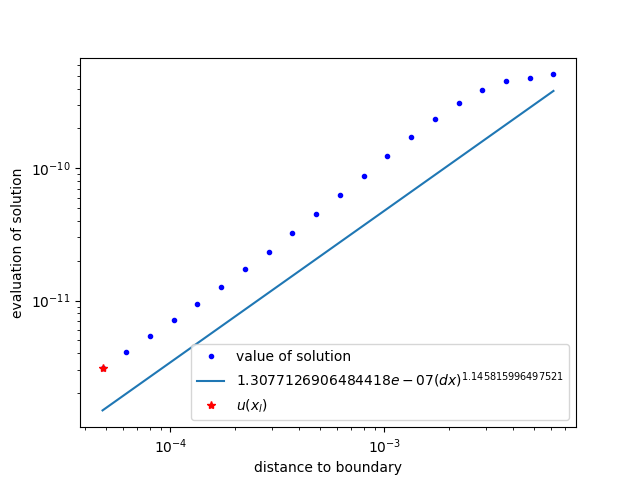 10^{-10}
10^{-11}
evaluation of solution
value of solution
1.3077126906484418e − 07(dx)^{1.145815996497521}
u(x_I)
10^{-4}
10^{-3}
distance to boundary